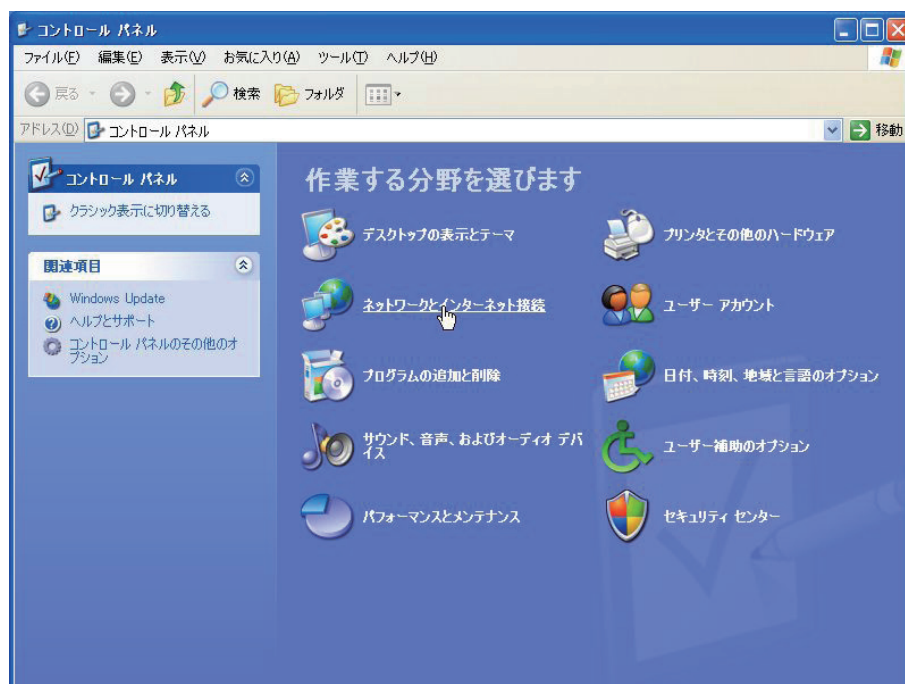 コントロール パネル
ファイル(F) 編集(E) 表示(V) お気に入り(A) ツール(T) ヘルプ(H)
戻る 検索 フォルダ
アドレス(D) コントロール パネル 移動
コントロール パネル
クラシック表示に切り替える
関連項目
Windows Update
ヘルプとサポート
コントロール パネルのその他のオ
プション
作業する分野を選びます
デスクトップの表示とテーマ
プリンタとその他のハードウェア
ネットワークとインターネット接続
ユーザー アカウント
プログラムの追加と削除
日付、時刻、地域と言語のオプション
サウンド、音声、およびオーディオ デバ
イス
ユーザー補助のオプション
パフォーマンスとメンテナンス
セキュリティ センター